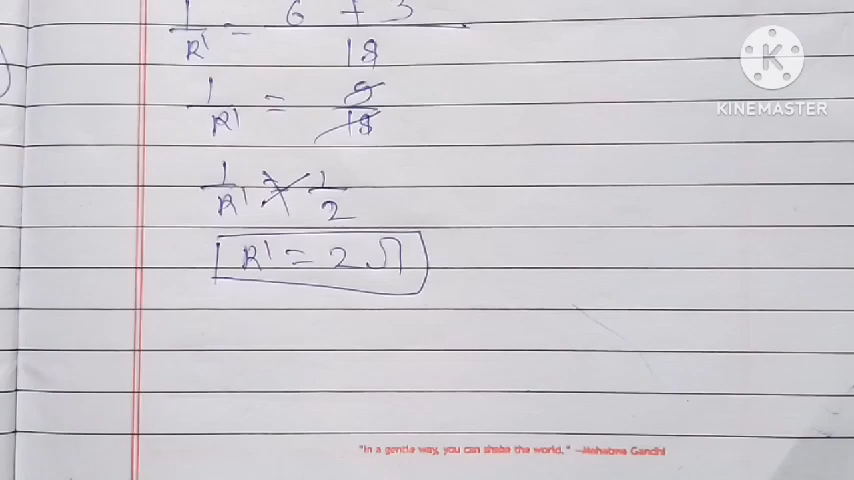 1/R' = 6 + 3 / 18
KINEMASTER
1/R' = 9/18
1/R' = 1/2
R' = 2 Ω
"In a gentle way, you can shake the world." –Mahatma Gandhi